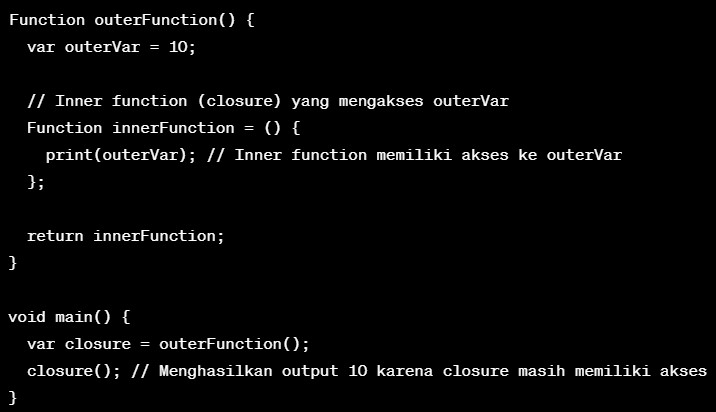 Function outerFunction() {
  var outerVar = 10;

  // Inner function (closure) yang mengakses outerVar
  Function innerFunction = () {
    print(outerVar); // Inner function memiliki akses ke outerVar
  };

  return innerFunction;
}

void main() {
  var closure = outerFunction();
  closure(); // Menghasilkan output 10 karena closure masih memiliki akses
}